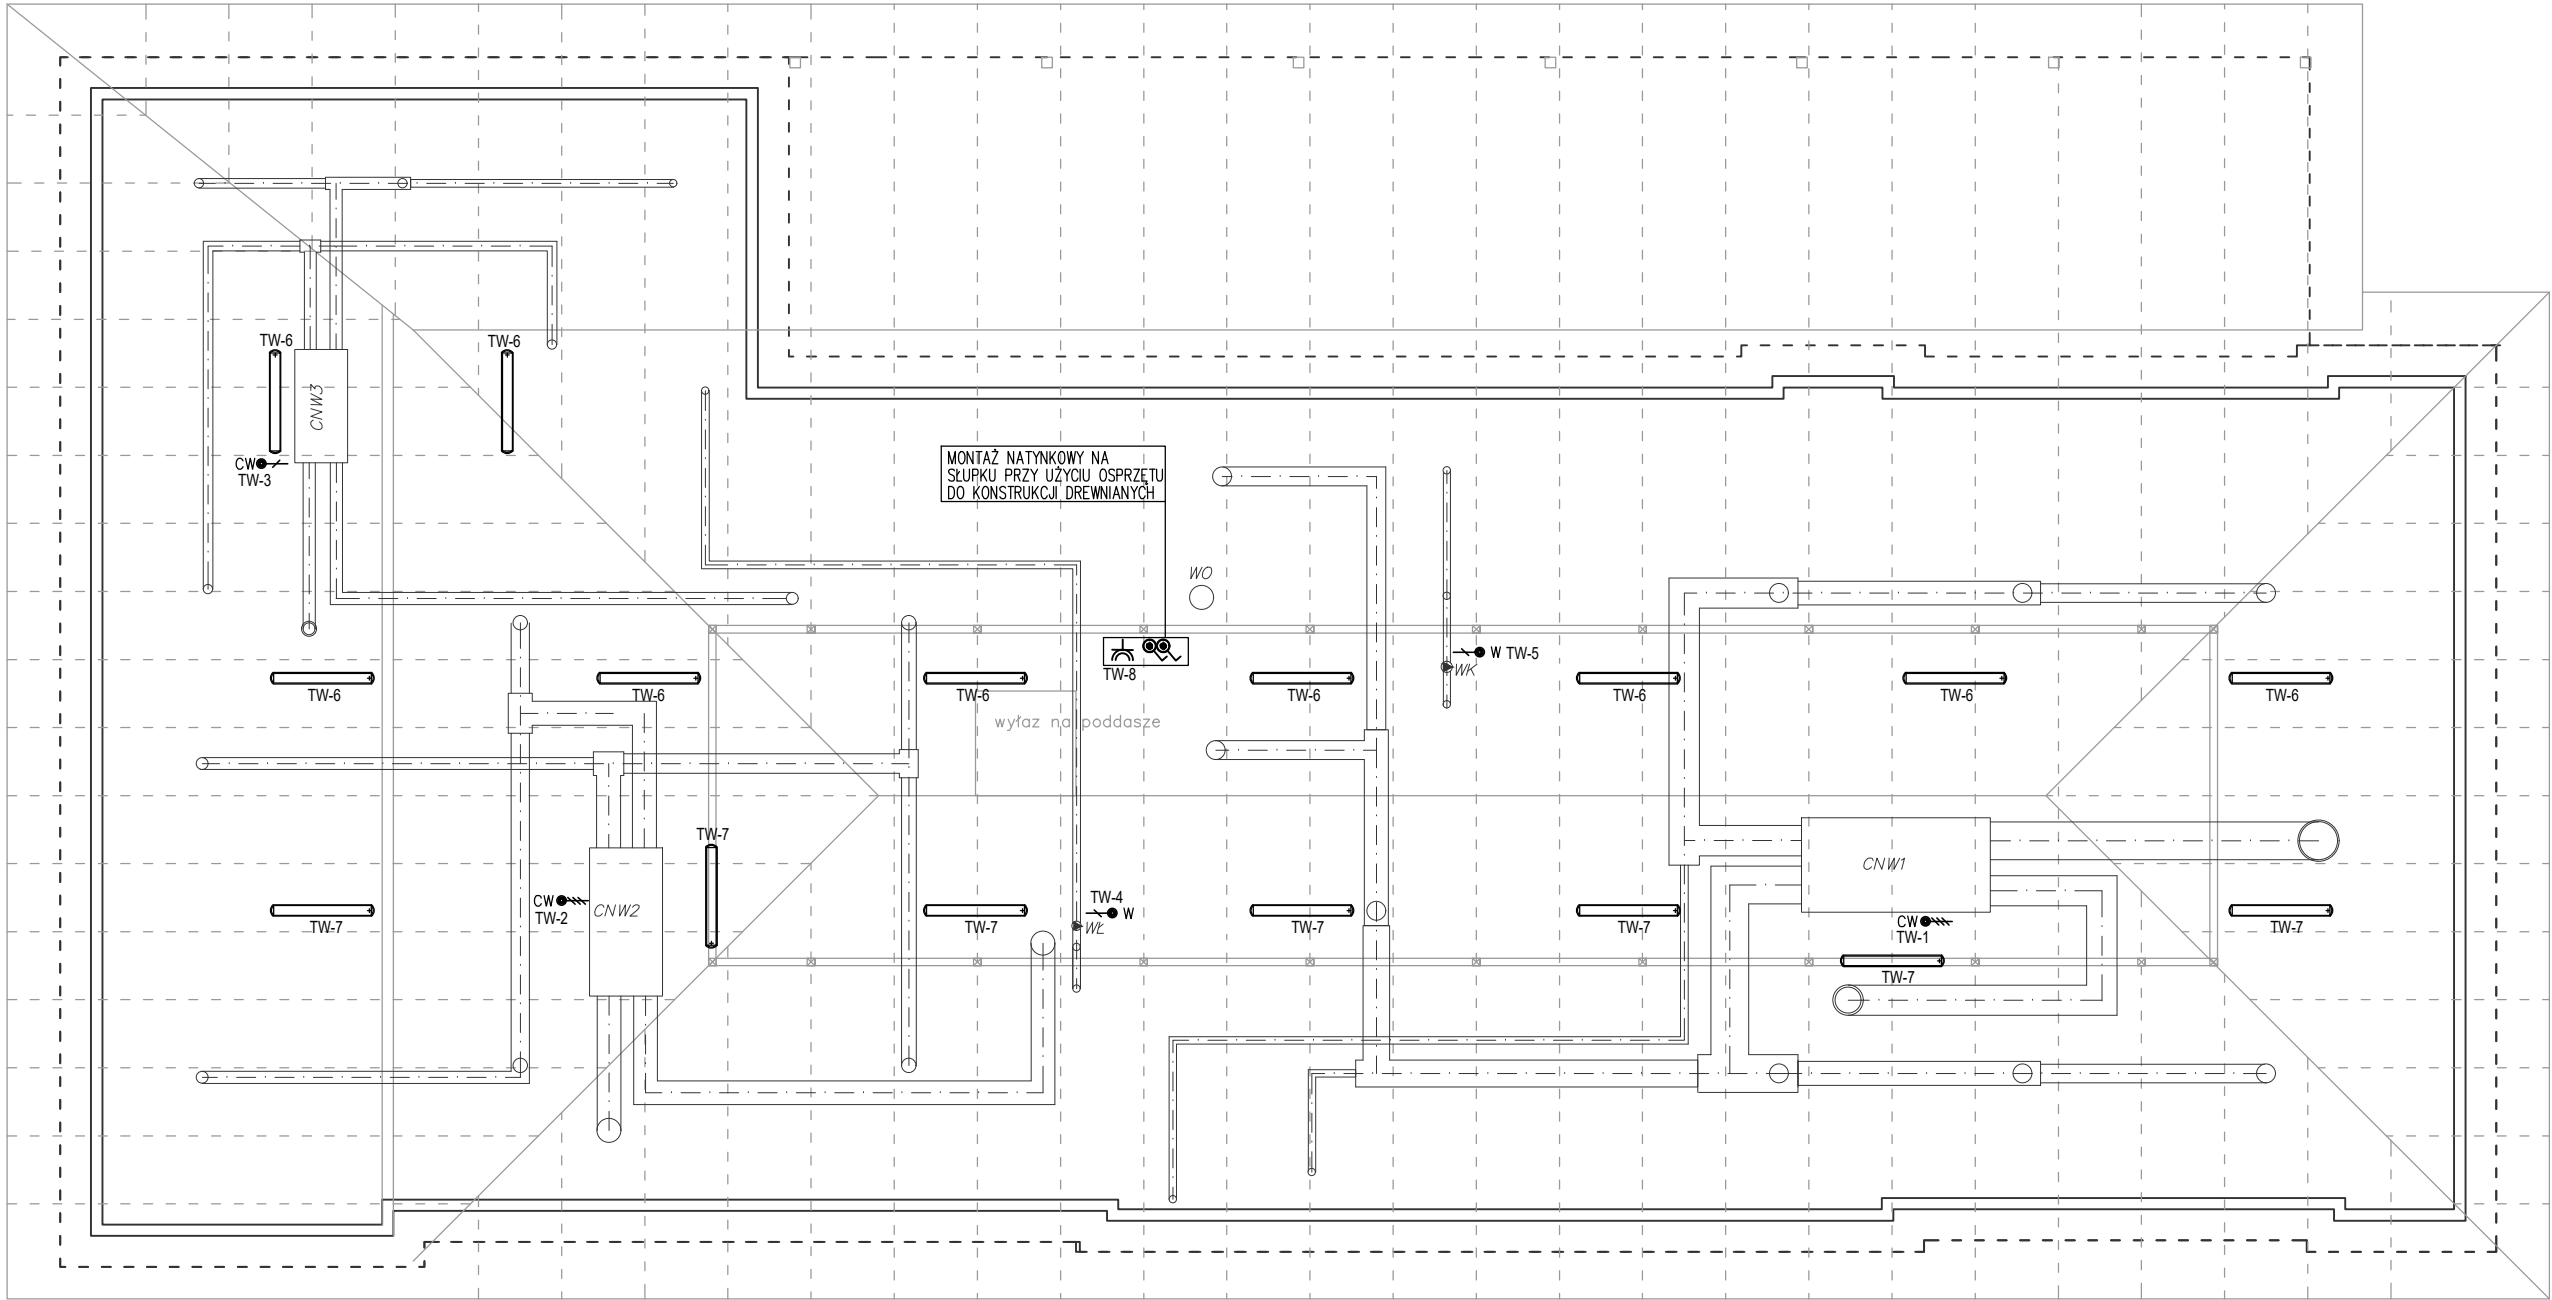 TW-6
TW-6
CNW3
CW
TW-3
MONTAŻ NATYNKOWY NA
SŁUPKU PRZY UŻYCIU OSPRZĘTU
DO KONSTRUKCJI DREWNIANYCH
WO
W TW-5
WK
TW-8
TW-6
TW-6
TW-6
TW-6
TW-6
TW-6
TW-6
wyłaz na poddasze
TW-7
CNW1
CW
TW-2
CNW2
TW-4
W
WŁ
CW
TW-1
TW-7
TW-7
TW-7
TW-7
TW-7
TW-7